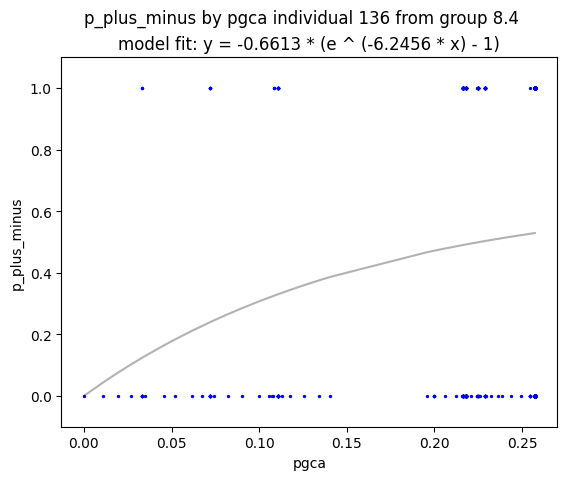 p_plus_minus by pgca individual 136 from group 8.4
model fit: y = -0.6613 * (e ^ (-6.2456 * x) - 1)
1.0
0.8
0.6
0.4
0.2
0.0
p_plus_minus
0.00 0.05 0.10 0.15 0.20 0.25
pgca